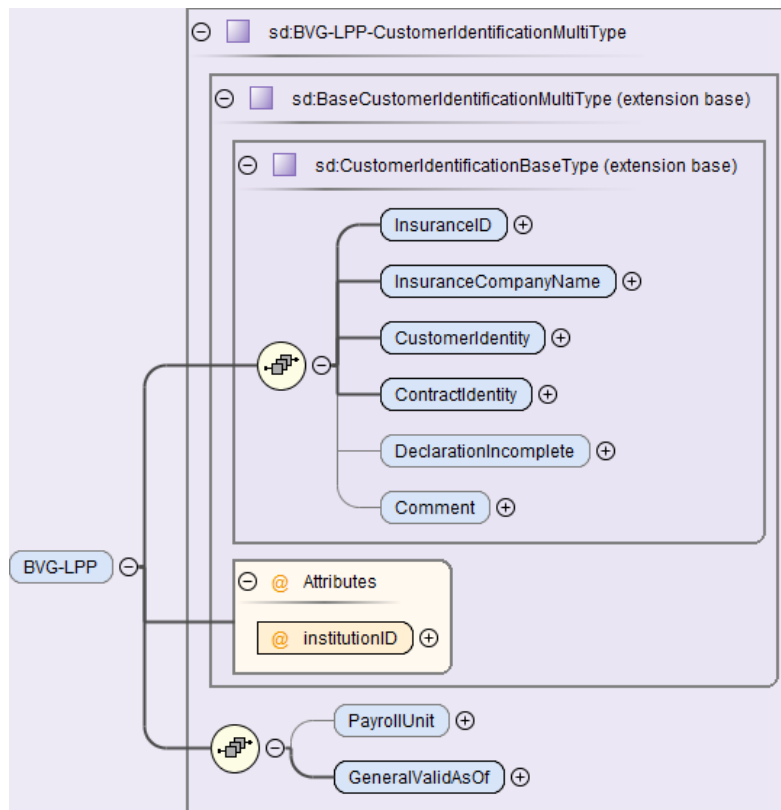 sd:BVG-LPP-CustomerIdentificationMultiType
sd:BaseCustomerIdentificationMultiType (extension base)
sd:CustomerIdentificationBaseType (extension base)
InsuranceID
InsuranceCompanyName
CustomerIdentity
ContractIdentity
DeclarationIncomplete
Comment
BVG-LPP
@ Attributes
@ institutionID
PayrollUnit
GeneralValidAsOf